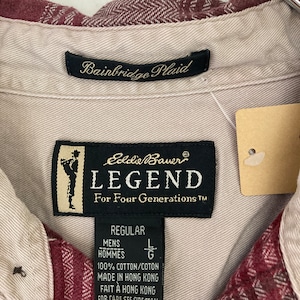 Bainbridge Plaid
Eddie Bauer®
LEGEND
For Four Generations™
REGULAR
MENS
HOMMES
L/G
100% COTTON/COTON
MADE IN HONG KONG
FAIT À HONG KONG